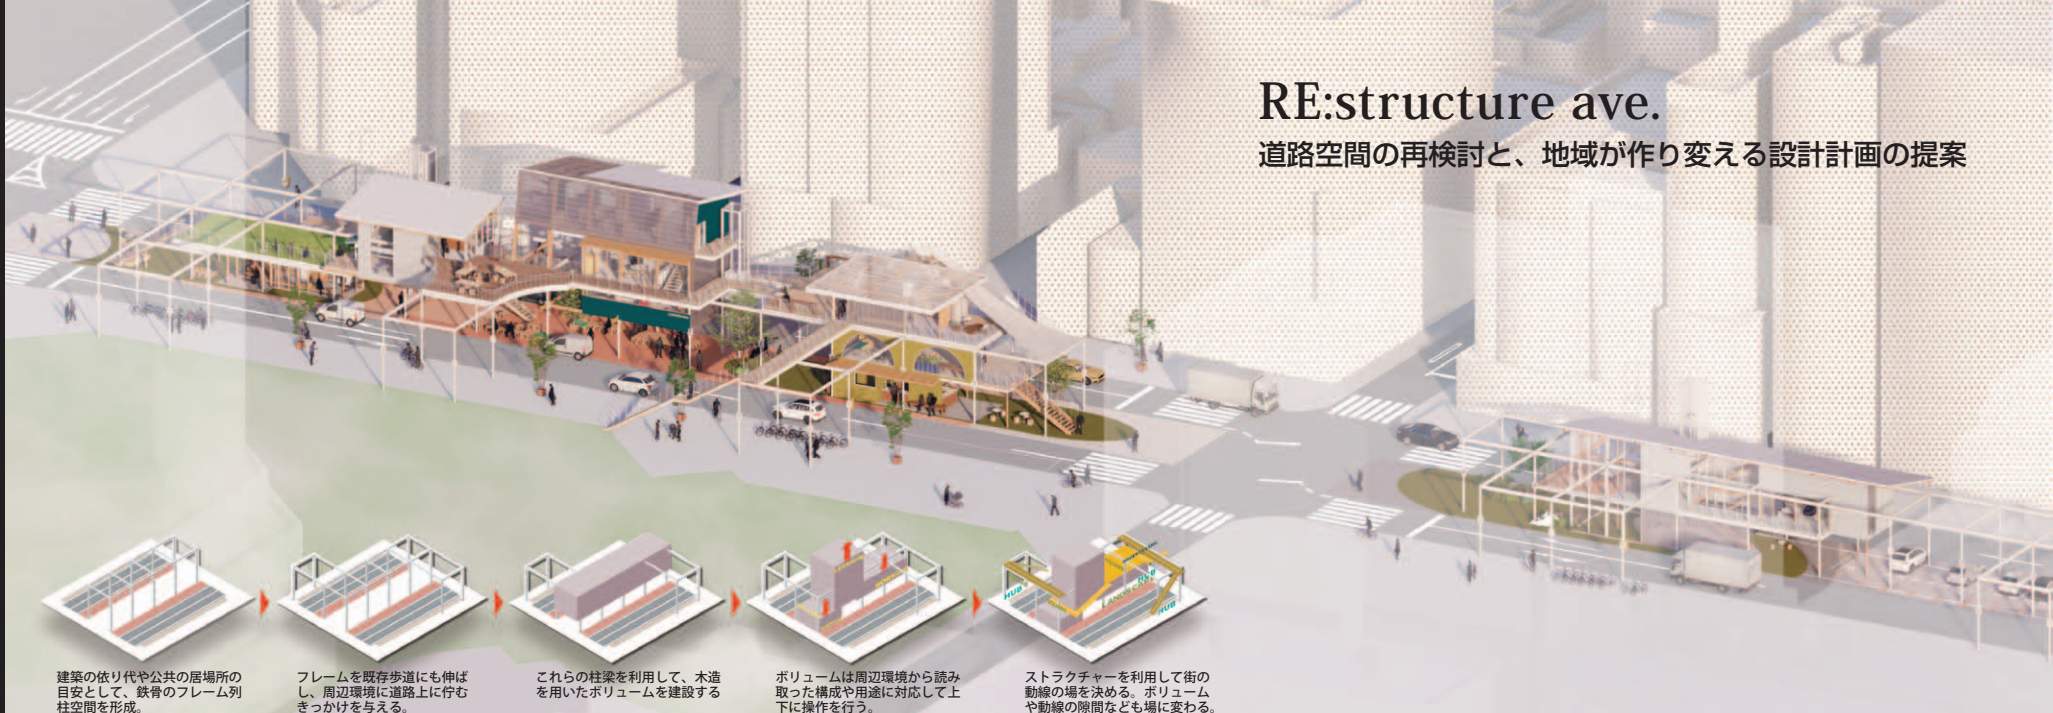 RE:structure ave.
道路空間の再検討と、地域が作り変える設計計画の提案
HUB
HUB
HUB
建築の依り代や公共の居場所の
目安として、鉄骨のフレーム列
柱空間を形成。
フレームを既存歩道にも伸ば
し、周辺環境に道路上に佇む
きっかけを与える。
これらの柱梁を利用して、木造
を用いたボリュームを建設する
ボリュームは周辺環境から読み
取った構成や用途に対応して上
下に操作を行う。
ストラクチャーを利用して街の
動線の場を決める。ボリューム
や動線の隙間なども場に変わる。